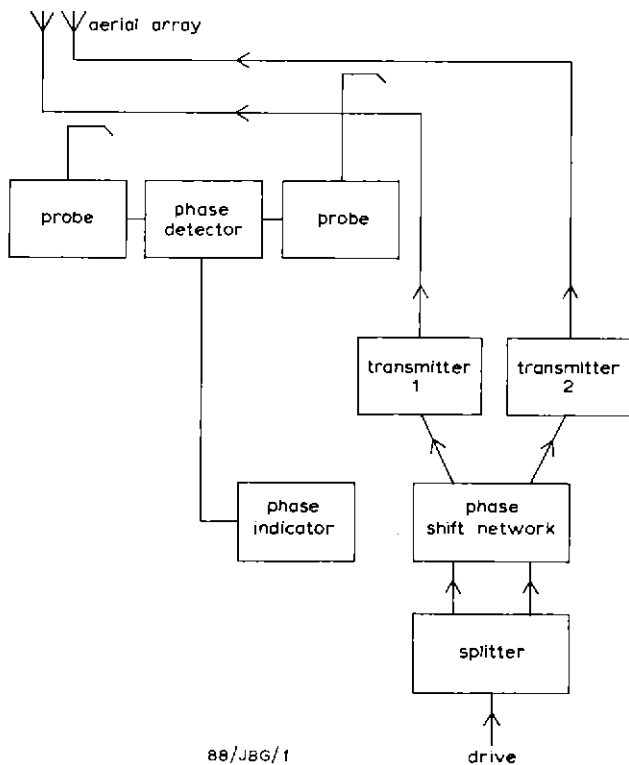 aerial array
probe
phase
detector
probe
transmitter
1
transmitter
2
phase
indicator
phase
shift network
splitter
88/JBG/1
drive